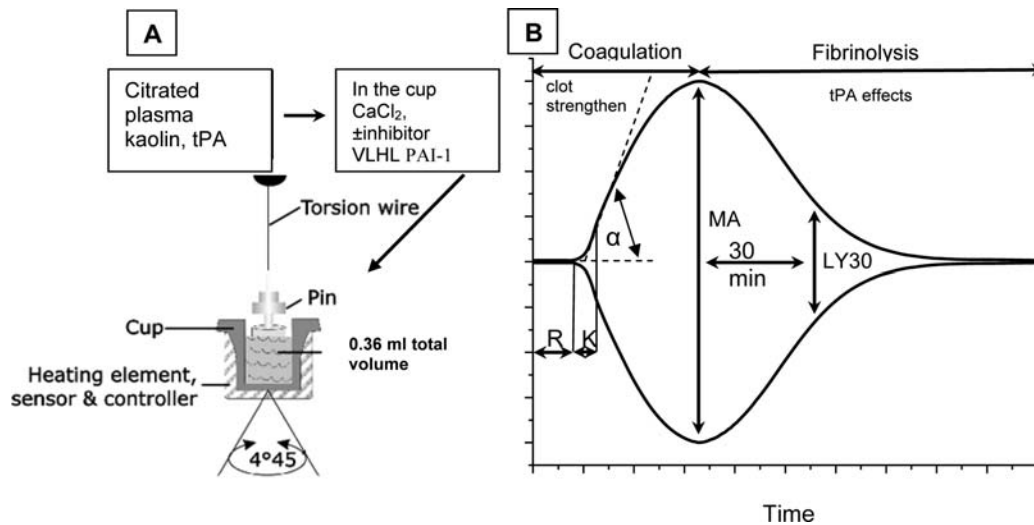 A
Citrated
plasma
kaolin, tPA
In the cup
CaCl₂,
±inhibitor
VLHL PAI-1
Torsion wire
Pin
Cup
0.36 ml total
volume
Heating element,
sensor & controller
4°45
B
Coagulation
Fibrinolysis
clot
strengthen
tPA effects
α
MA
30
min
LY30
R
K
Time